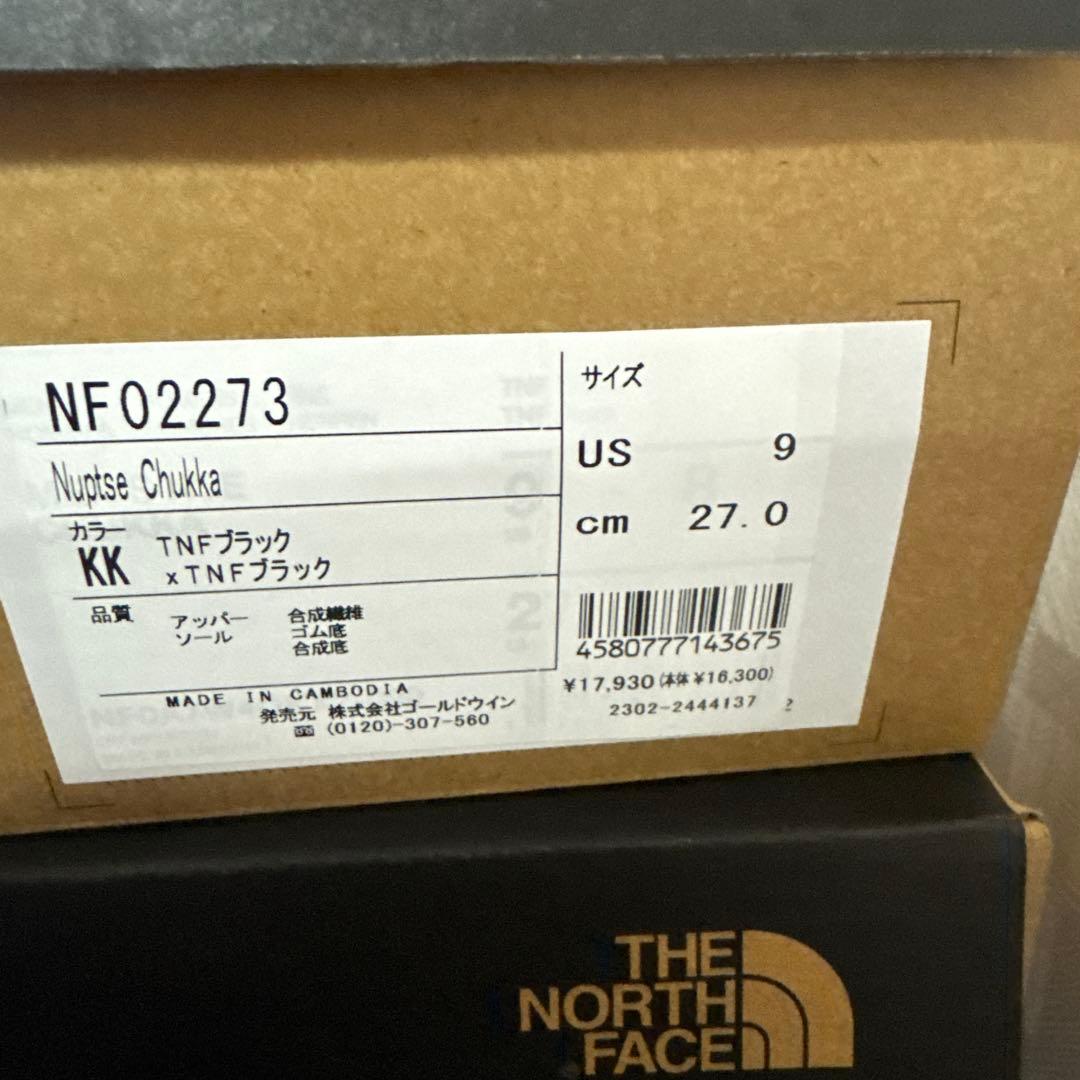 NF02273
Nuptse Chukka
カラー
KK TNFブラック
xTNFブラック
品質 アッパー 合成繊維
ソール ゴム底
合成底
MADE IN CAMBODIA
発売元 株式会社ゴールドウイン
(0120)-307-560
サイズ
US 9
cm 27.0
4580777143675
¥17,930(本体¥16,300)
2302-2444137 2
THE
NORTH
FACE